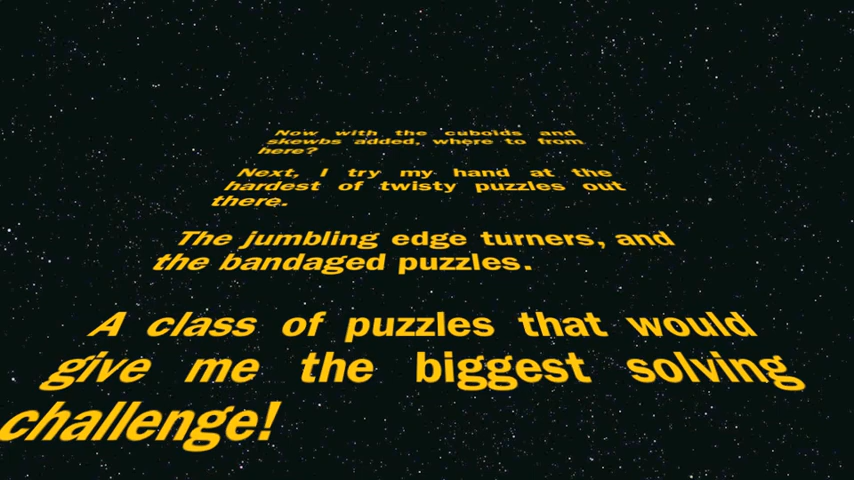 Now with the cuboids and
skewbs added, where to from
here?
Next, I try my hand at the
hardest of twisty puzzles out
there.
The jumbling edge turners, and
the bandaged puzzles.
A class of puzzles that would
give me the biggest solving
challenge!